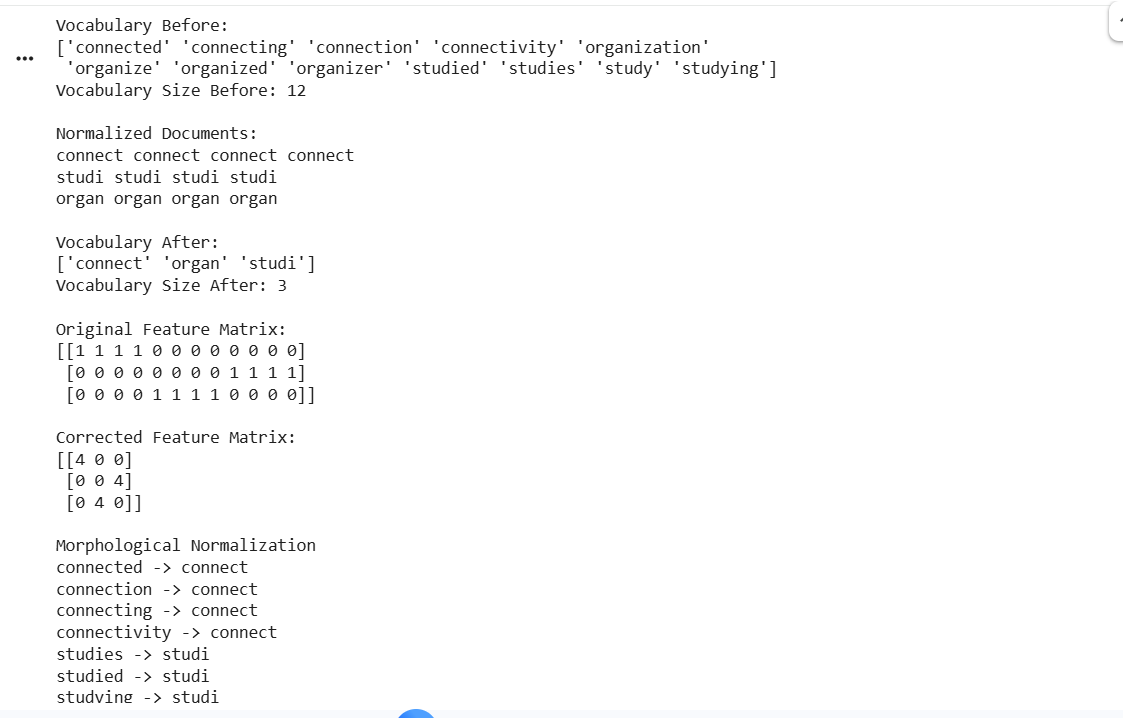 Vocabulary Before:
['connected' 'connecting' 'connection' 'connectivity' 'organization'
'organize' 'organized' 'organizer' 'studied' 'studies' 'study' 'studying']
Vocabulary Size Before: 12
Normalized Documents:
connect connect connect connect
studi studi studi studi
organ organ organ organ
Vocabulary After:
['connect' 'organ' 'studi']
Vocabulary Size After: 3
Original Feature Matrix:
[[1 1 1 1 0 0 0 0 0 0 0 0]
[0 0 0 0 0 0 0 0 1 1 1 1]
[0 0 0 0 1 1 1 1 0 0 0 0]]
Corrected Feature Matrix:
[[4 0 0]
[0 0 4]
[0 4 0]]
Morphological Normalization
connected -> connect
connection -> connect
connecting -> connect
connectivity -> connect
studies -> studi
studied -> studi
studying -> studi